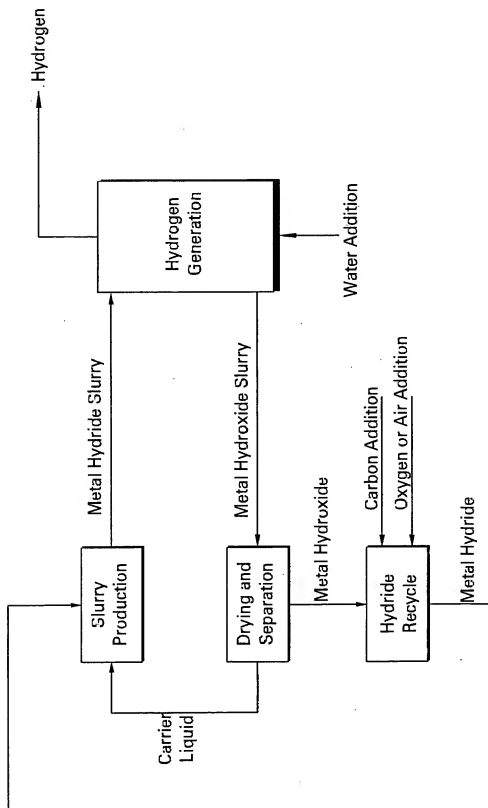 Hydrogen
Hydrogen
Generation
Water Addition
Metal Hydride Slurry
Metal Hydroxide Slurry
Slurry
Production
Carrier
Liquid
Drying and
Separation
Metal Hydroxide
Carbon Addition
Oxygen or Air Addition
Hydride
Recycle
Metal Hydride